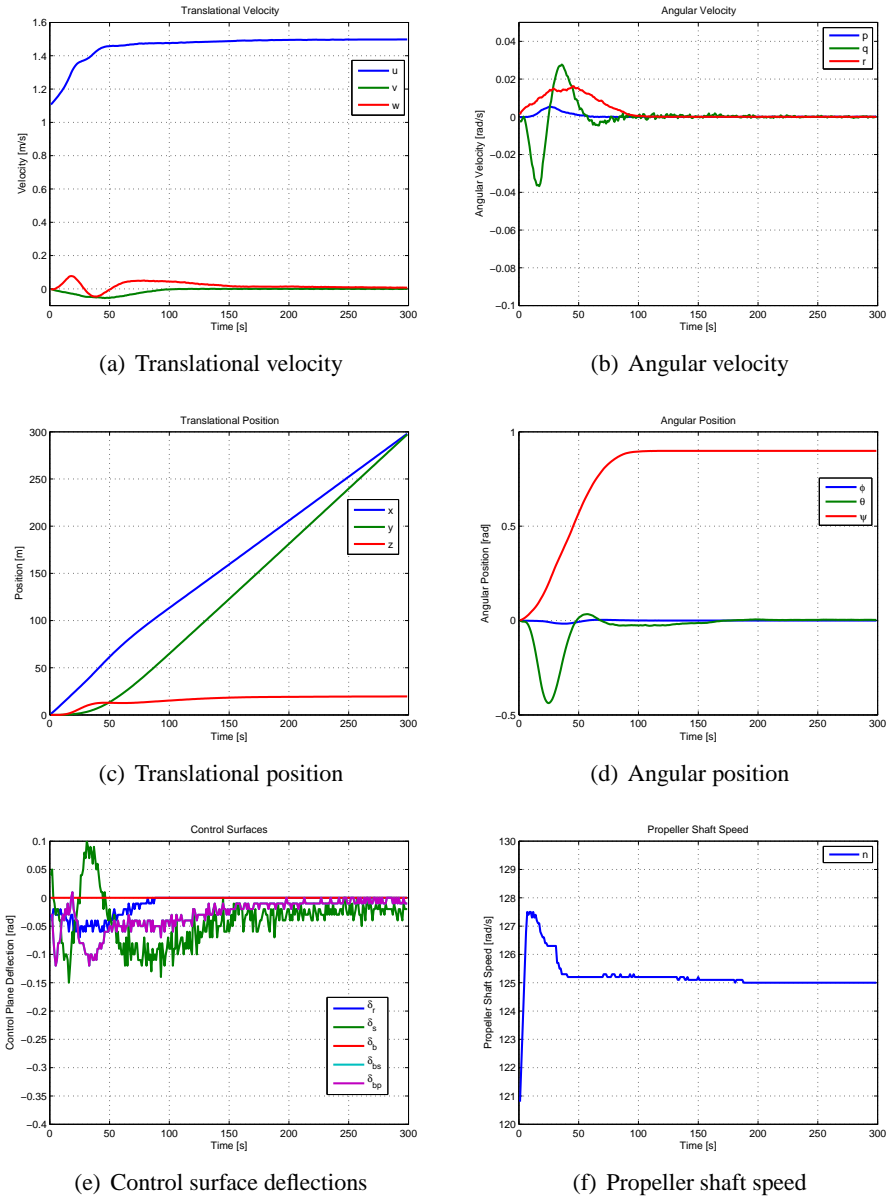 Translational Velocity
1.6
1.4
1.2
1
0.8
0.6
0.4
0.2
0
Velocity [m/s]
u
v
w
0 50 100 150 200 250 300
Time [s]
(a) Translational velocity
Angular Velocity
0.04
0.02
0
−0.02
−0.04
−0.06
−0.08
−0.1
Angular Velocity [rad/s]
p
q
r
0 50 100 150 200 250 300
Time [s]
(b) Angular velocity
Translational Position
300
250
200
150
100
50
0
Position [m]
x
y
z
0 50 100 150 200 250 300
Time [s]
(c) Translational position
Angular Position
1
0.5
0
−0.5
Angular Position [rad]
ϕ
θ
ψ
0 50 100 150 200 250 300
Time [s]
(d) Angular position
Control Surfaces
0.1
0.05
0
−0.05
−0.1
−0.15
−0.2
−0.25
−0.3
−0.35
−0.4
Control Plane Deflection [rad]
δr
δs
δb
δbs
δbp
0 50 100 150 200 250 300
Time [s]
(e) Control surface deflections
Propeller Shaft Speed
130
129
128
127
126
125
124
123
122
121
120
Propeller Shaft Speed [rad/s]
n
0 50 100 150 200 250 300
Time [s]
(f) Propeller shaft speed